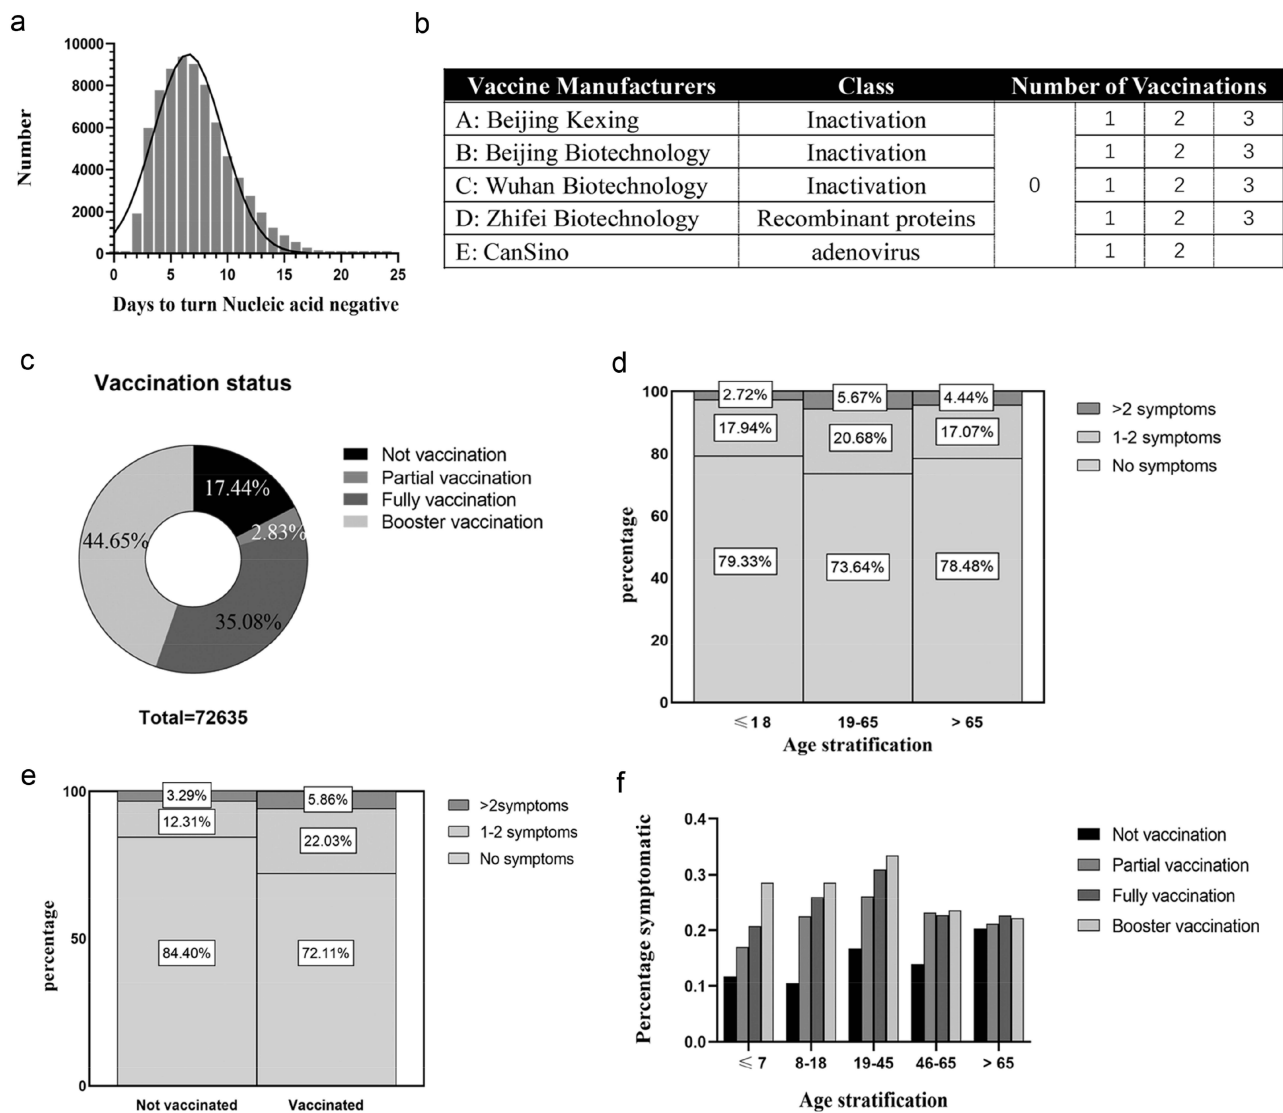 a
10000
8000
6000
4000
2000
0
Number
0 5 10 15 20 25
Days to turn Nucleic acid negative
b
Vaccine Manufacturers Class Number of Vaccinations
A: Beijing Kexing Inactivation 1 2 3
B: Beijing Biotechnology Inactivation 1 2 3
C: Wuhan Biotechnology Inactivation 0 1 2 3
D: Zhifei Biotechnology Recombinant proteins 1 2 3
E: CanSino adenovirus 1 2
c
Vaccination status
17.44%
2.83%
44.65%
35.08%
Not vaccination
Partial vaccination
Fully vaccination
Booster vaccination
Total=72635
d
100
80
60
40
20
0
percentage
2.72% 5.67% 4.44%
17.94% 20.68% 17.07%
79.33% 73.64% 78.48%
>2 symptoms
1-2 symptoms
No symptoms
≤18 19-65 > 65
Age stratification
e
100
50
0
percentage
3.29% 5.86%
12.31% 22.03%
84.40% 72.11%
>2symptoms
1-2 symptoms
No symptoms
Not vaccinated Vaccinated
f
0.4
0.3
0.2
0.1
0.0
Percentage symptomatic
Not vaccination
Partial vaccination
Fully vaccination
Booster vaccination
≤ 7 8-18 19-45 46-65 > 65
Age stratification